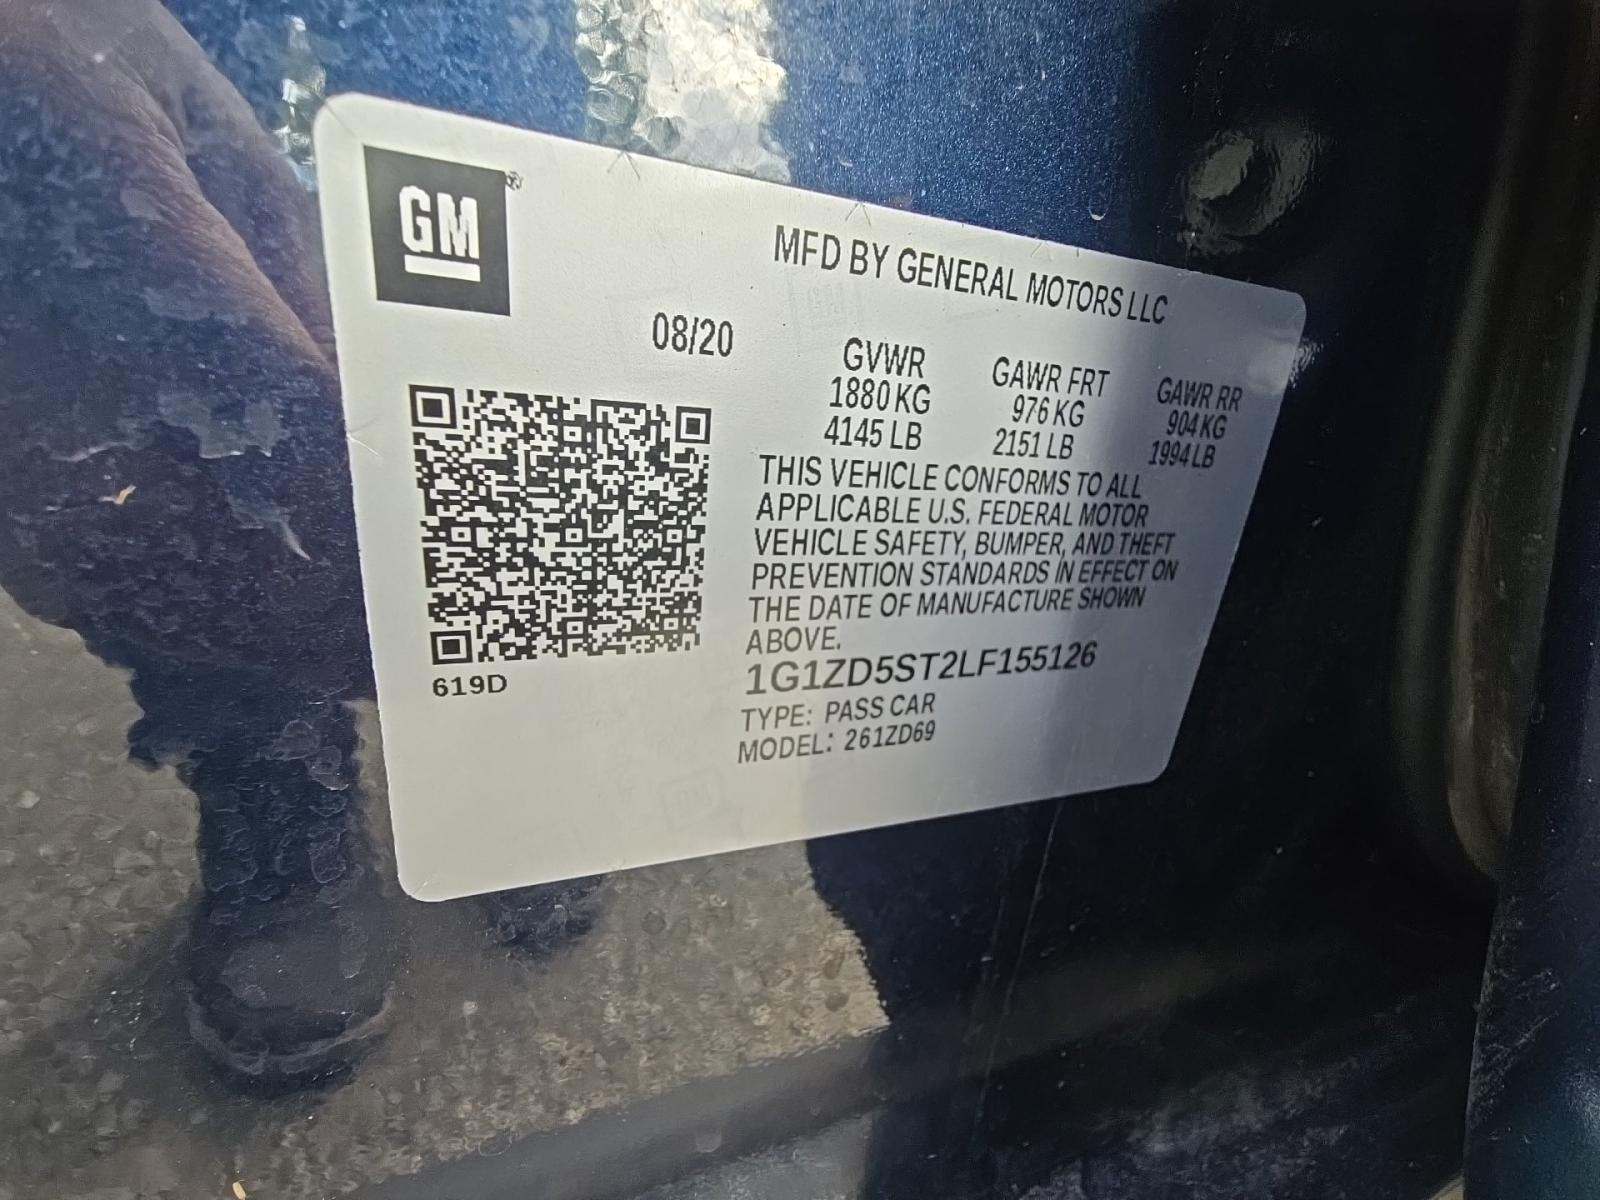 GM
MFD BY GENERAL MOTORS LLC
08/20
GVWR GAWR FRT GAWR RR
1880 KG 976 KG 904 KG
4145 LB 2151 LB 1994 LB
THIS VEHICLE CONFORMS TO ALL
APPLICABLE U.S. FEDERAL MOTOR
VEHICLE SAFETY, BUMPER, AND THEFT
PREVENTION STANDARDS IN EFFECT ON
THE DATE OF MANUFACTURE SHOWN
ABOVE.
1G1ZD5ST2LF155126
619D
TYPE: PASS CAR
MODEL: 261ZD69